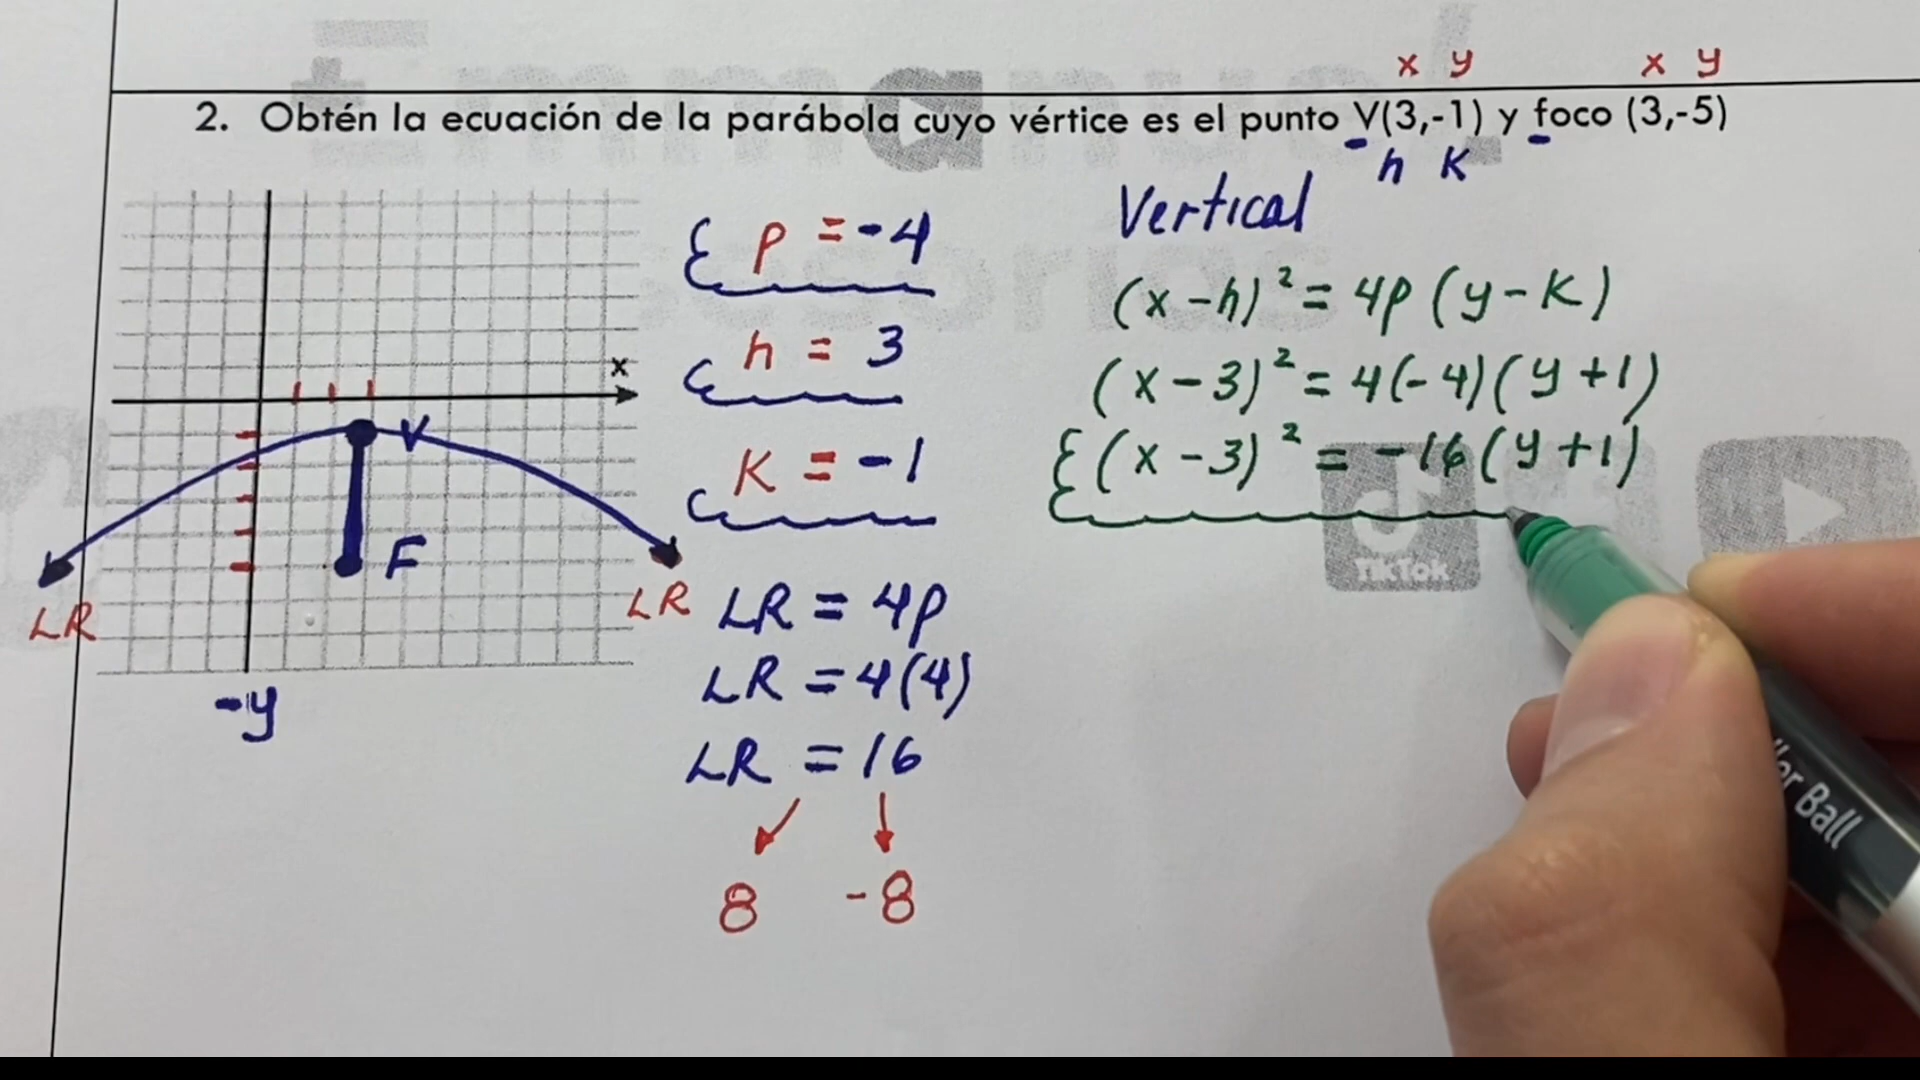 x y x y
2. Obtén la ecuación de la parábola cuyo vértice es el punto V(3,-1) y foco (3,-5)
h K
Vertical
p = -4
(x - h)² = 4p (y - K)
h = 3
x
(x - 3)² = 4(-4)(y + 1)
V
K = -1
(x - 3)² = -16(y + 1)
F
TikTok
LR
LR
LR = 4p
LR = 4(4)
-y
LR = 16
8 -8
Ball